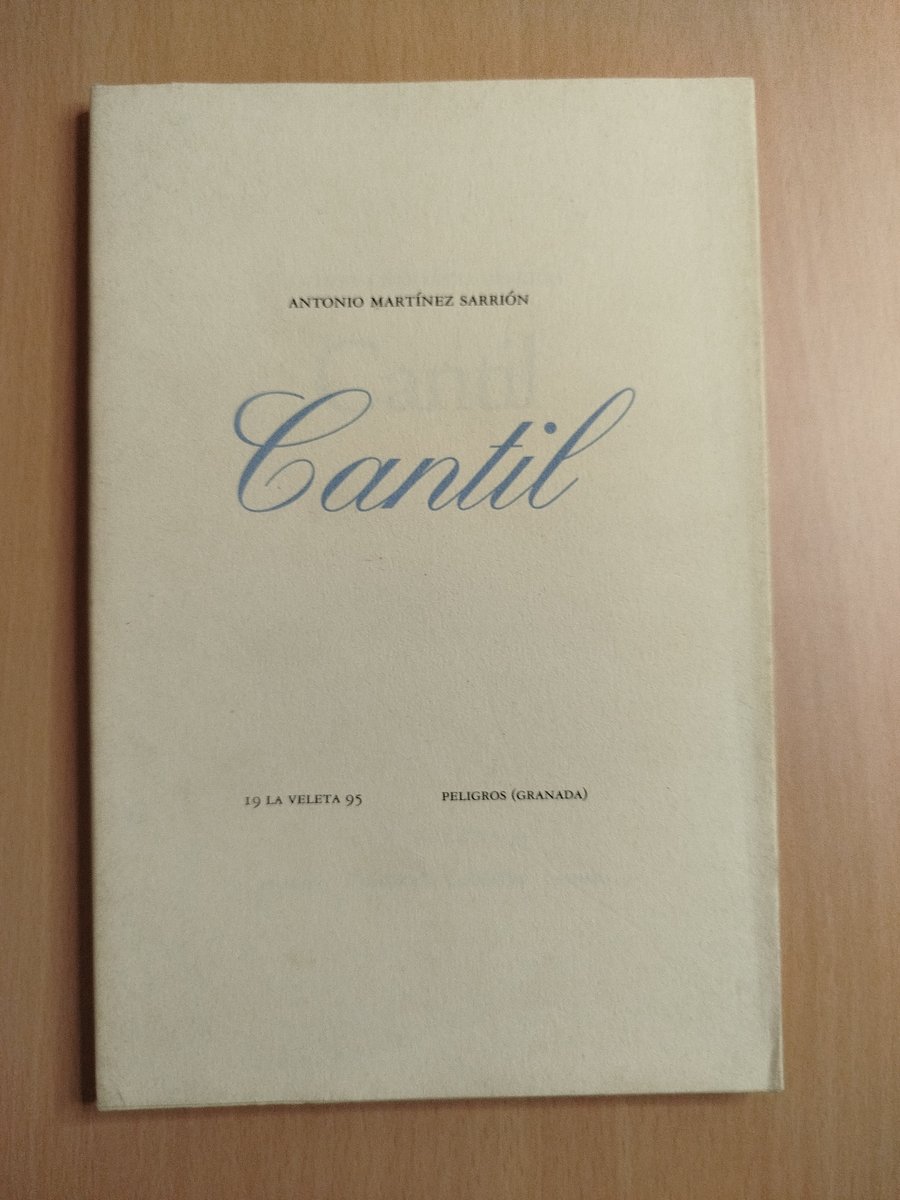 ANTONIO MARTÍNEZ SARRIÓN
Cantil
19 LA VELETA 95 PELIGROS (GRANADA)